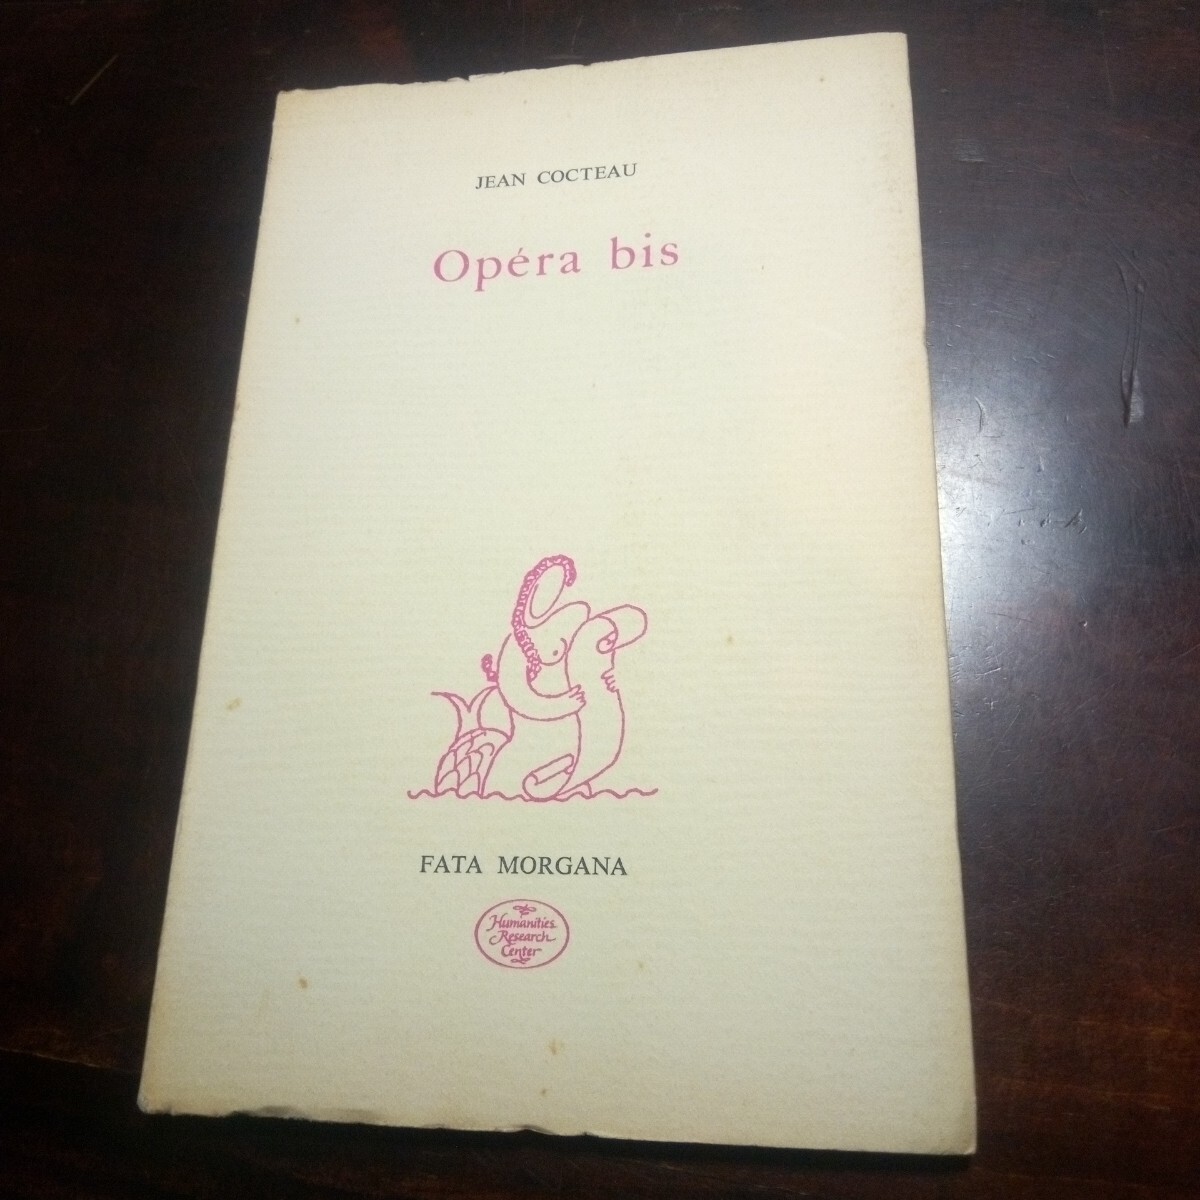 JEAN COCTEAU
Opéra bis
FATA MORGANA
Humanities
Research
Center